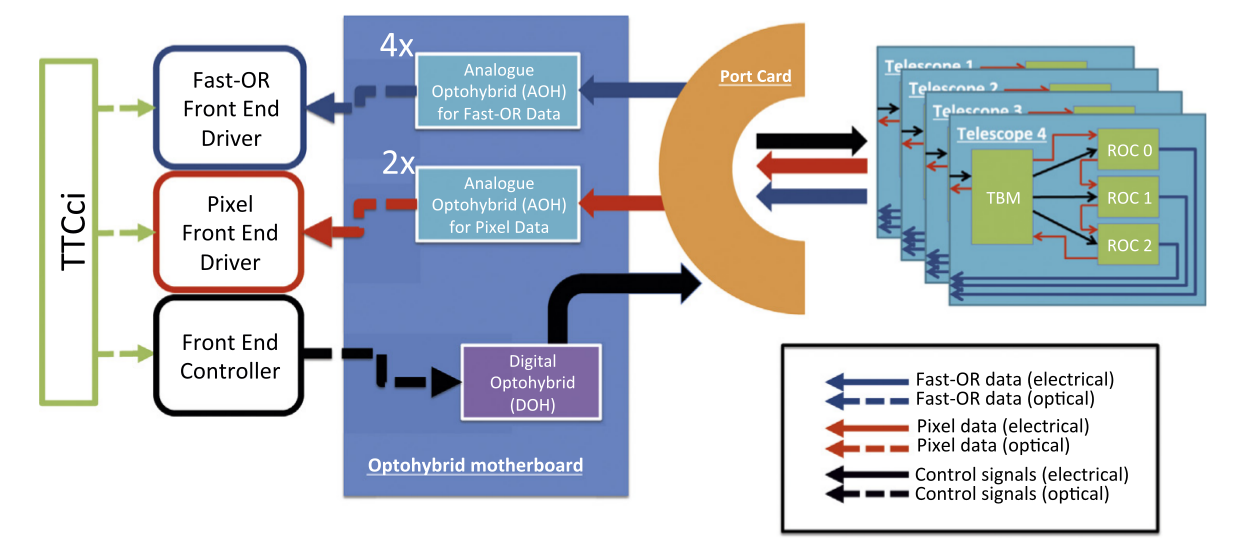 TTCci
Fast-OR
Front End
Driver
Pixel
Front End
Driver
Front End
Controller
4x
Analogue
Optohybrid (AOH)
for Fast-OR Data
2x
Analogue
Optohybrid (AOH)
for Pixel Data
Digital
Optohybrid
(DOH)
Optohybrid motherboard
Port Card
Telescope 1
Telescope 2
Telescope 3
Telescope 4
TBM
ROC 0
ROC 1
ROC 2
Fast-OR data (electrical)
Fast-OR data (optical)
Pixel data (electrical)
Pixel data (optical)
Control signals (electrical)
Control signals (optical)